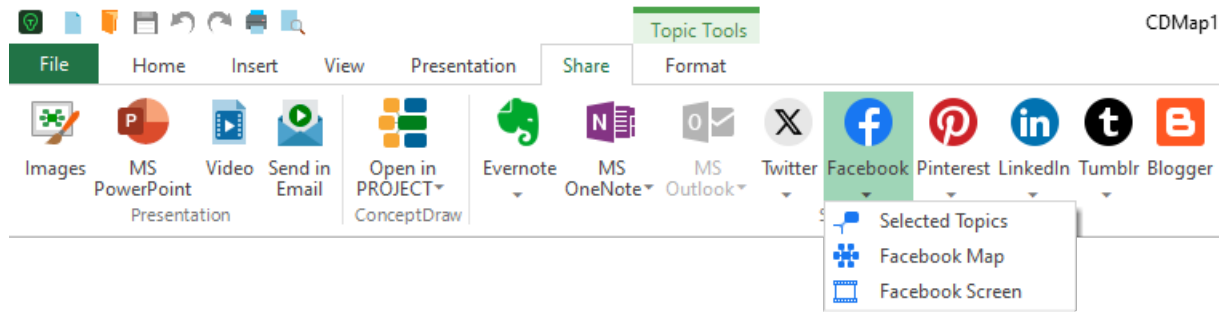 Topic Tools
CDMap1
File Home Insert View Presentation Share Format
Images MS PowerPoint Video Send in Email Open in PROJECT Evernote MS OneNote MS Outlook Twitter Facebook Pinterest LinkedIn Tumblr Blogger
Presentation ConceptDraw
Selected Topics
Facebook Map
Facebook Screen